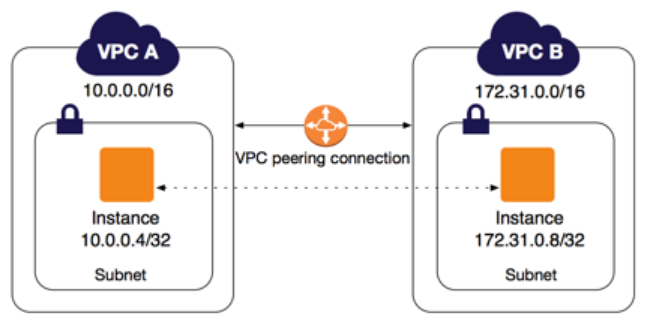 VPC A
10.0.0.0/16
Instance
10.0.0.4/32
Subnet
VPC peering connection
VPC B
172.31.0.0/16
Instance
172.31.0.8/32
Subnet